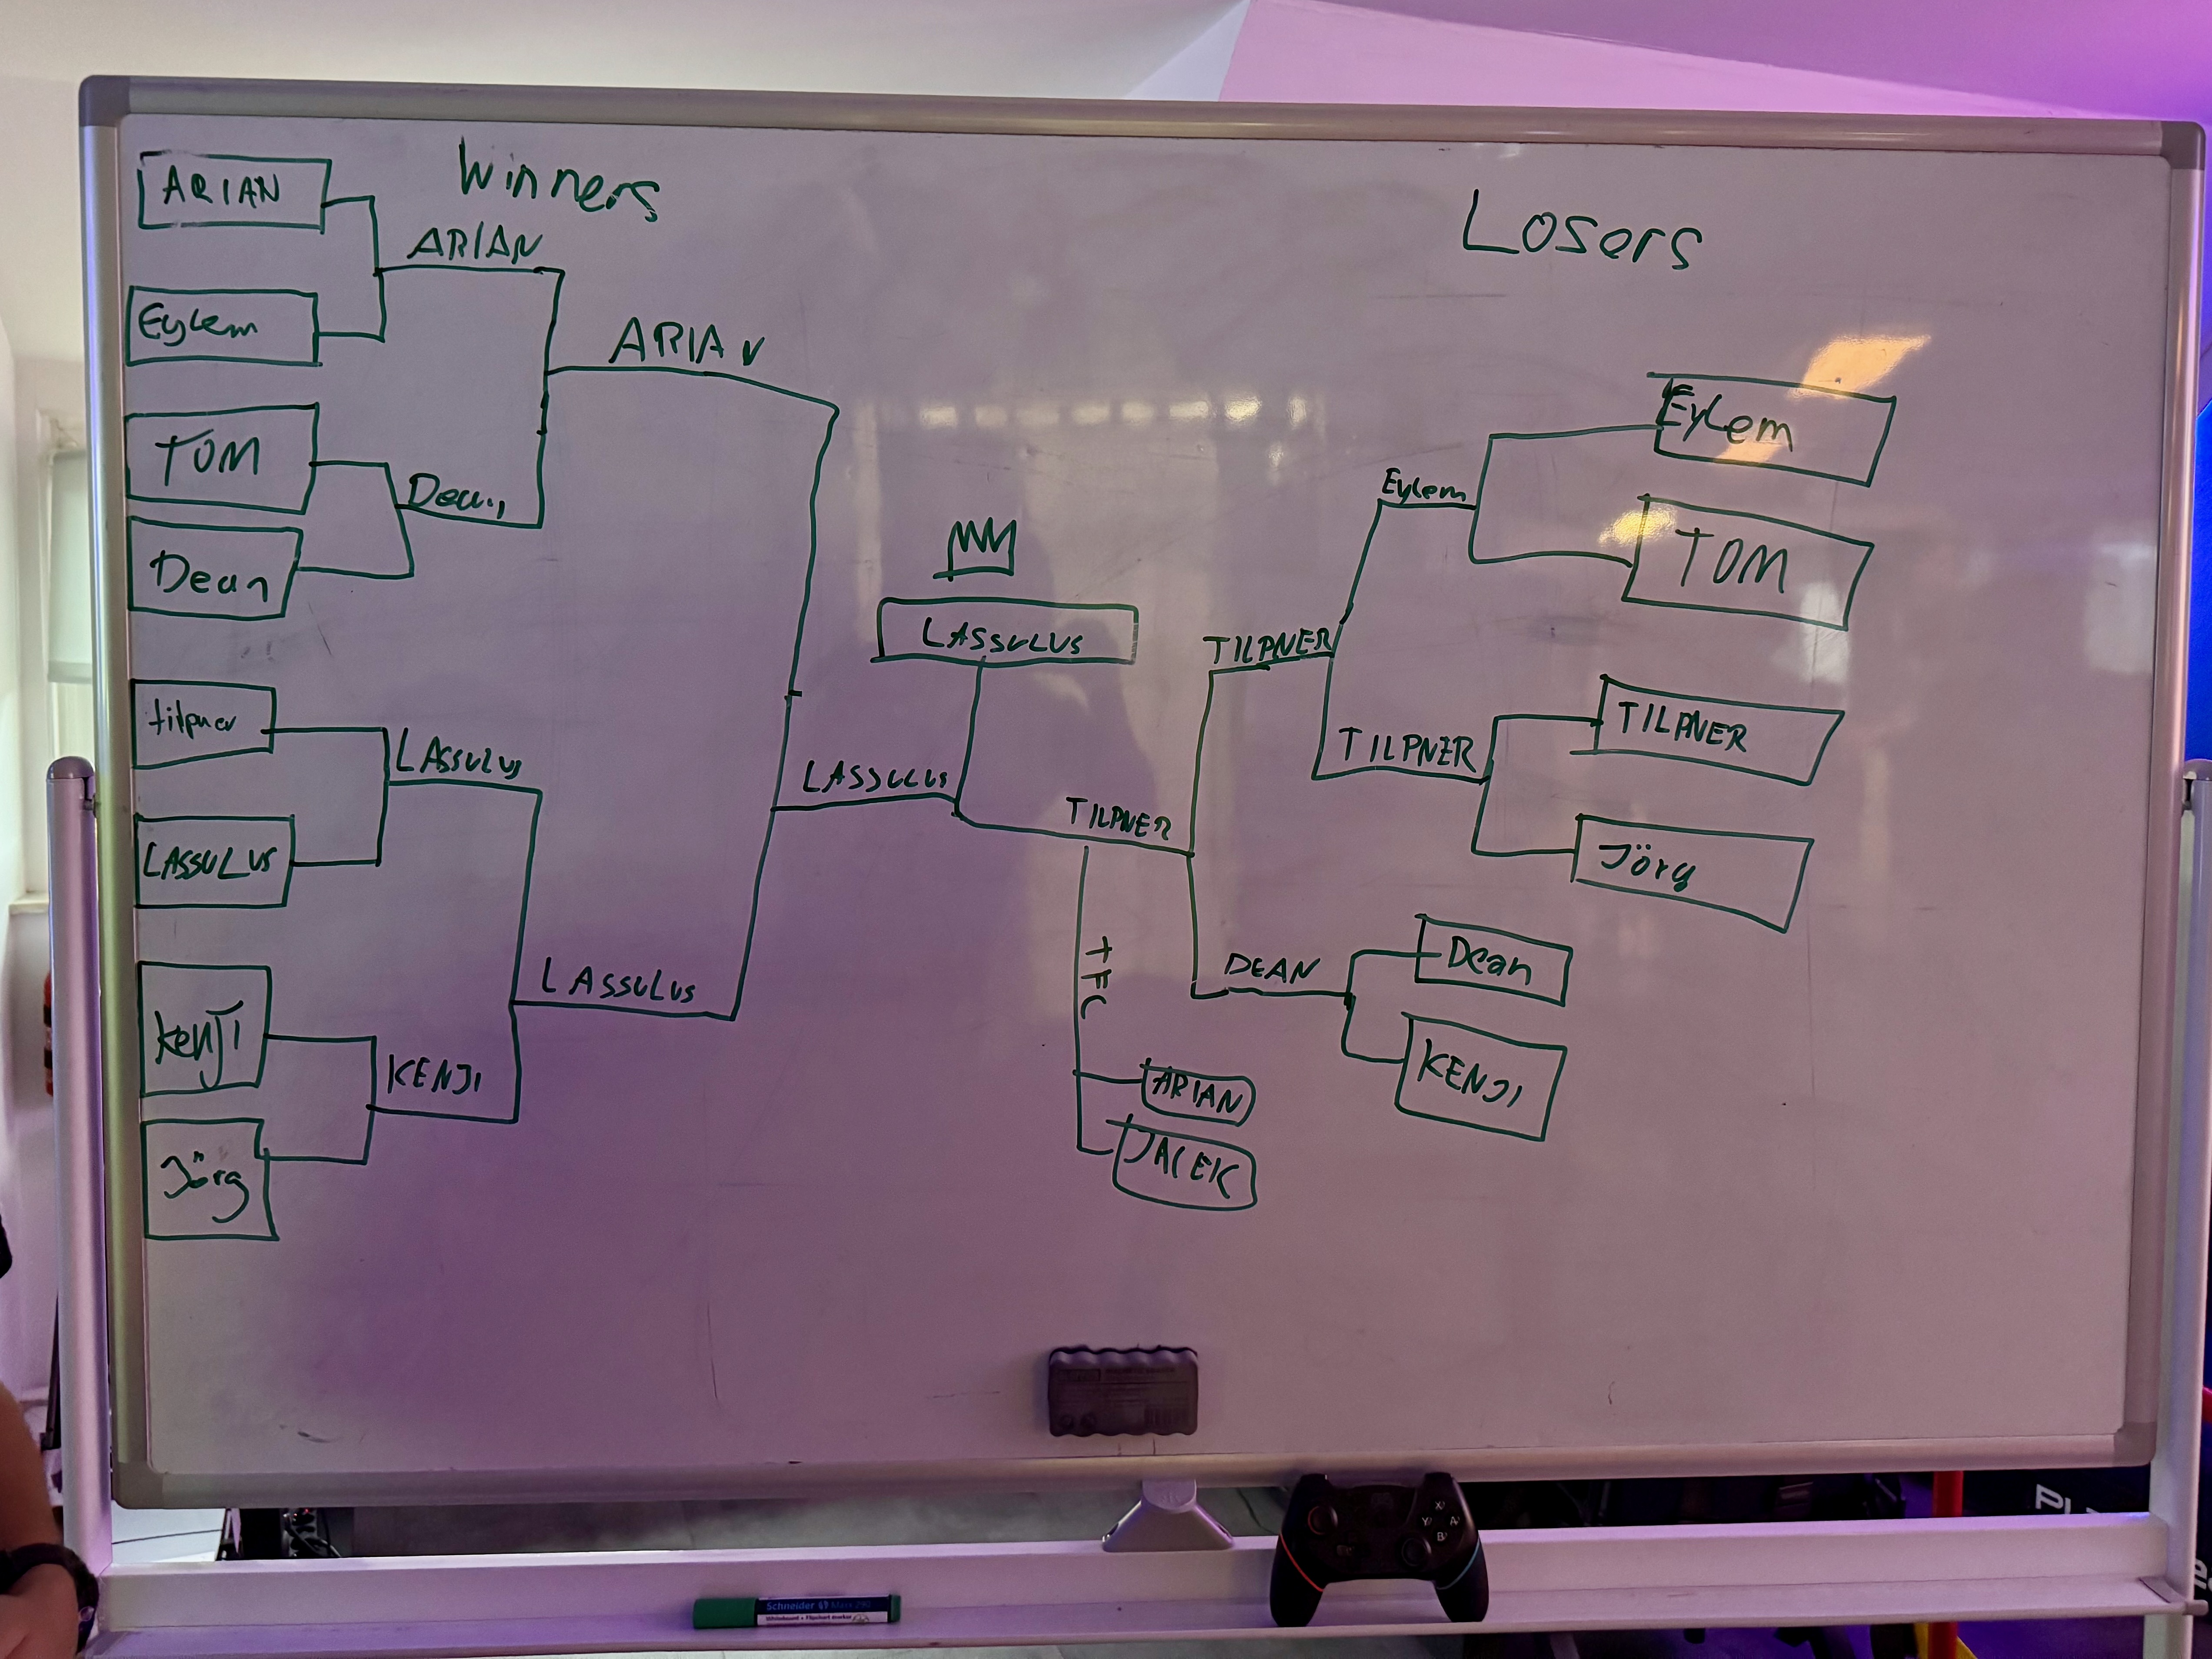 Winners
ARIAN
Eylem
TOM
Dean
tilpner
LASSULUS
kenJi
Jörg
ARIAN
Dean
LASSULUS
KENJI
ARIAN
LASSULUS
LASSULUS
LASSULUS
Losers
TILPNER
TFC
ARIAN
JACEK
TILPNER
DEAN
Eylem
TILPNER
Eylem
TOM
TILPNER
Jörg
Dean
KENJI
Schneider Maxx 290
X
Y
A
B
PL